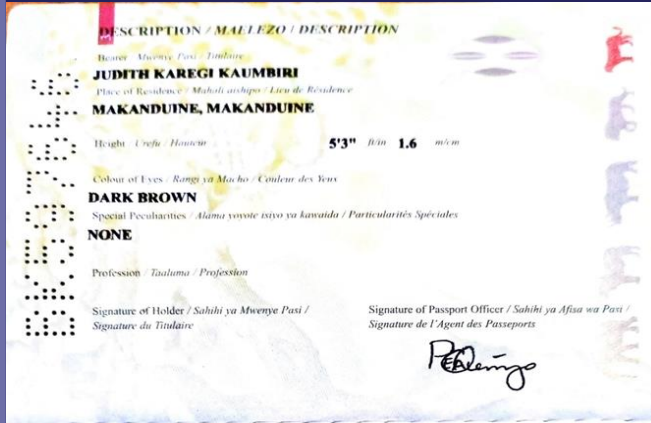 DESCRIPTION / MAELEZO / DESCRIPTION
Bearer / Mwenye Pasi / Titulaire
JUDITH KAREGI KAUMBIRI
Place of Residence / Mahali aishipo / Lieu de Résidence
MAKANDUINE, MAKANDUINE
Height / Urefu / Hauteur 5'3" ft/in 1.6 m/cm
Colour of Eyes / Rangi ya Macho / Couleur des Yeux
DARK BROWN
Special Peculiarities / Alama yoyote isiyo ya kawaida / Particularités Spéciales
NONE
Profession / Taaluma / Profession
Signature of Holder / Sahihi ya Mwenye Pasi /
Signature du Titulaire
Signature of Passport Officer / Sahihi ya Afisa wa Pasi /
Signature de l'Agent des Passeports